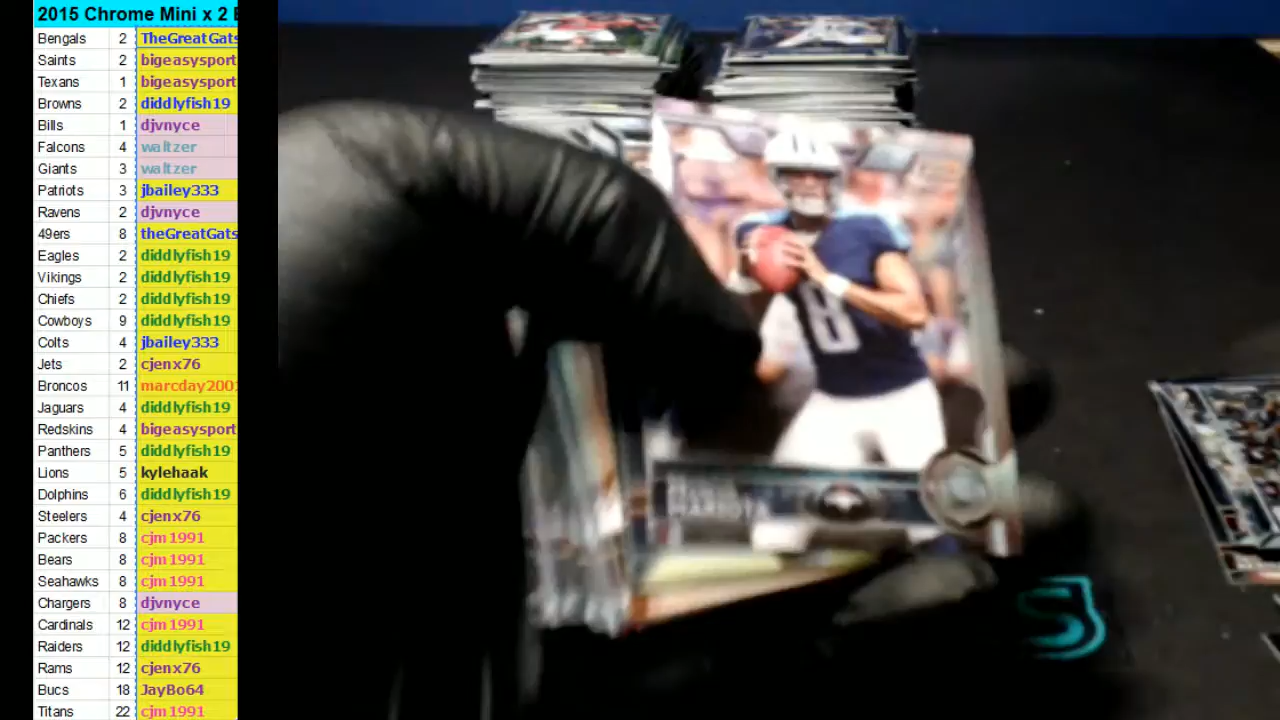 2015 Chrome Mini x 2 B
Bengals 2 TheGreatGats
Saints 2 bigeasysport
Texans 1 bigeasysport
Browns 2 diddlyfish19
Bills 1 djvnyce
Falcons 4 waltzer
Giants 3 waltzer
Patriots 3 jbailey333
Ravens 2 djvnyce
49ers 8 theGreatGats
Eagles 2 diddlyfish19
Vikings 2 diddlyfish19
Chiefs 2 diddlyfish19
Cowboys 9 diddlyfish19
Colts 4 jbailey333
Jets 2 cjenx76
Broncos 11 marcday2001
Jaguars 4 diddlyfish19
Redskins 4 bigeasysport
Panthers 5 diddlyfish19
Lions 5 kylehaak
Dolphins 6 diddlyfish19
Steelers 4 cjenx76
Packers 8 cjm1991
Bears 8 cjm1991
Seahawks 8 cjm1991
Chargers 8 djvnyce
Cardinals 12 cjm1991
Raiders 12 diddlyfish19
Rams 12 cjenx76
Bucs 18 JayBo64
Titans 22 cjm1991
8
MARIOTA